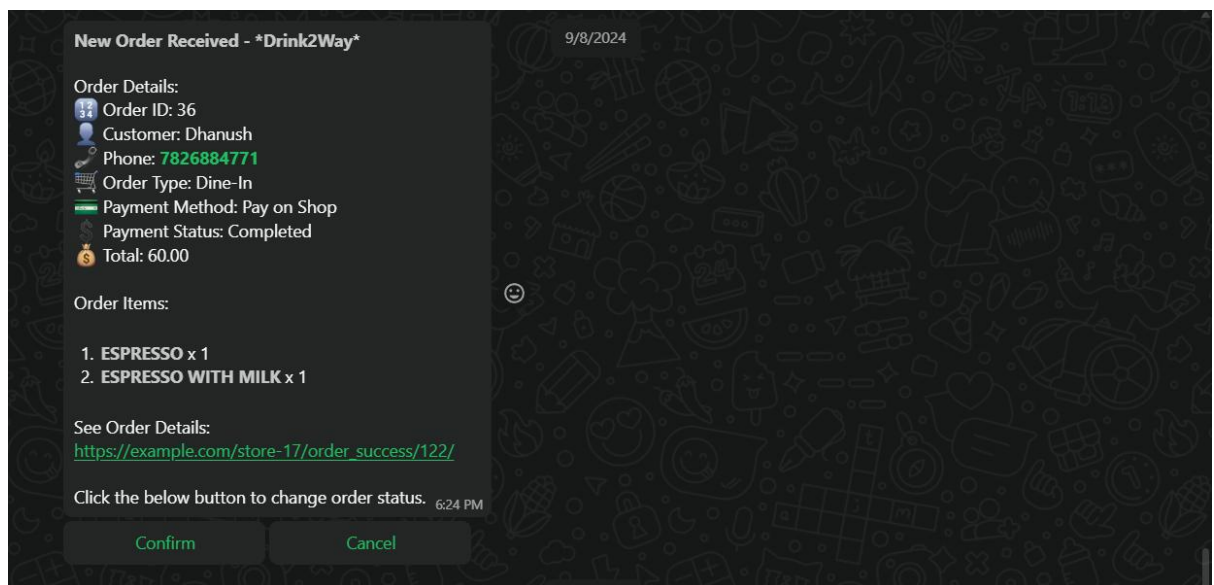 9/8/2024
New Order Received - *Drink2Way*
Order Details:
🔢 Order ID: 36
👤 Customer: Dhanush
📞 Phone: 7826884771
🛒 Order Type: Dine-In
💳 Payment Method: Pay on Shop
💲 Payment Status: Completed
💰 Total: 60.00
Order Items:
1. ESPRESSO x 1
2. ESPRESSO WITH MILK x 1
See Order Details:
https://example.com/store-17/order_success/122/
Click the below button to change order status. 6:24 PM
Confirm
Cancel